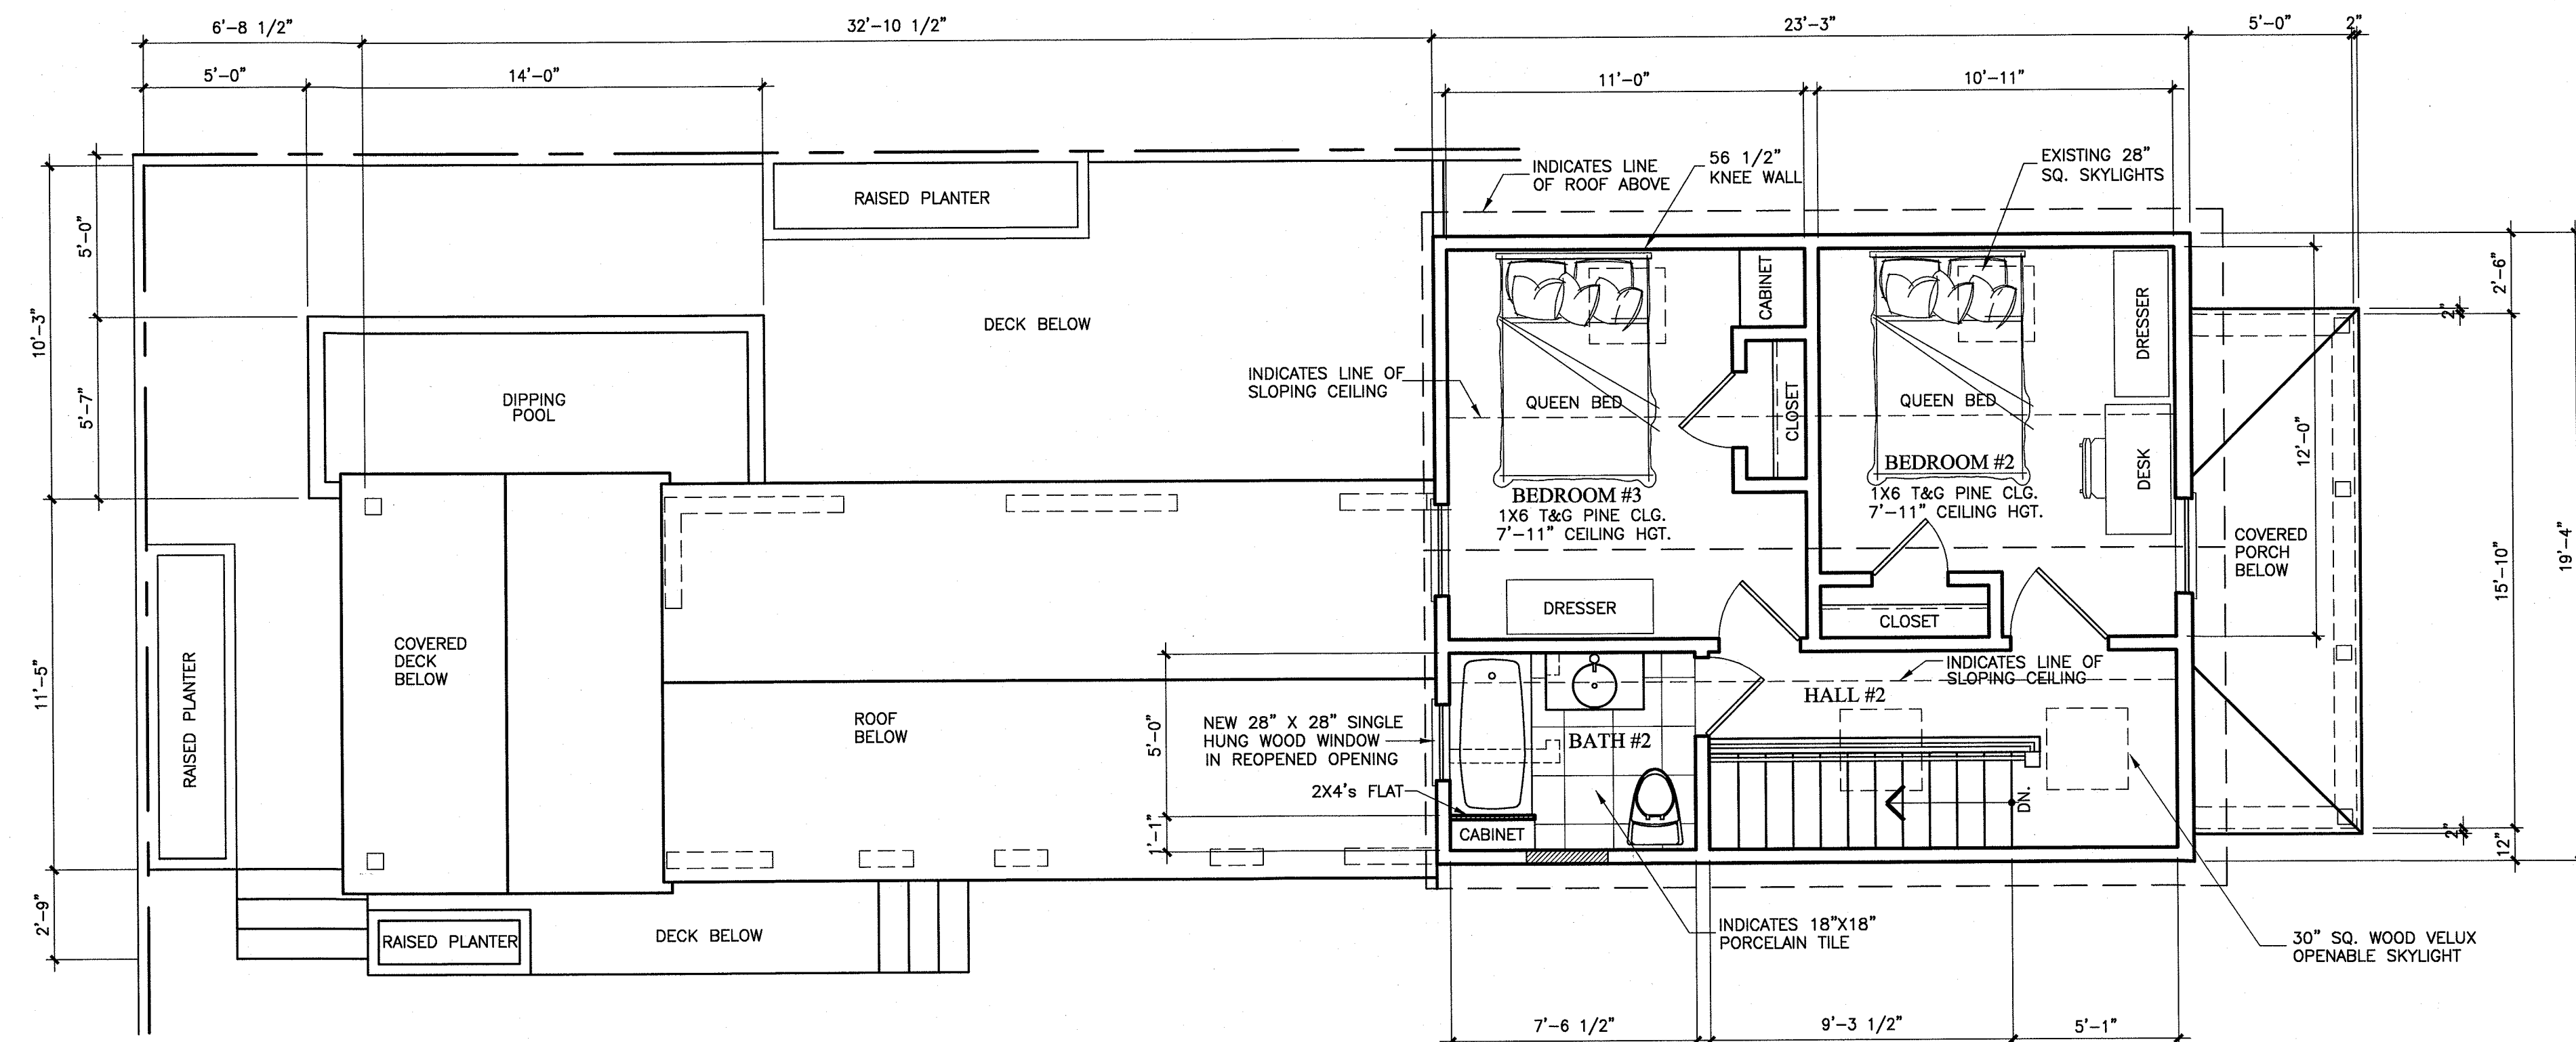 6'-8 1/2"
32'-10 1/2"
23'-3"
5'-0"
2"
5'-0"
14'-0"
11'-0"
10'-11"
INDICATES LINE
OF ROOF ABOVE
56 1/2"
KNEE WALL
EXISTING 28"
SQ. SKYLIGHTS
RAISED PLANTER
5'-0"
10'-3"
5'-7"
DECK BELOW
DIPPING
POOL
INDICATES LINE OF
SLOPING CEILING
CABINET
CLOSET
QUEEN BED
BEDROOM #3
1X6 T&G PINE CLG.
7'-11" CEILING HGT.
DRESSER
QUEEN BED
BEDROOM #2
1X6 T&G PINE CLG.
7'-11" CEILING HGT.
DRESSER
DESK
CLOSET
12'-0"
2'-6"
2"
COVERED
PORCH
BELOW
15'-10"
19'-4"
2"
12"
11'-5"
2'-9"
RAISED PLANTER
COVERED
DECK
BELOW
ROOF
BELOW
5'-0"
1'-1"
NEW 28" X 28" SINGLE
HUNG WOOD WINDOW
IN REOPENED OPENING
2X4's FLAT
CABINET
BATH #2
INDICATES LINE OF
SLOPING CEILING
HALL #2
DN.
RAISED PLANTER
DECK BELOW
INDICATES 18"X18"
PORCELAIN TILE
30" SQ. WOOD VELUX
OPENABLE SKYLIGHT
7'-6 1/2"
9'-3 1/2"
5'-1"